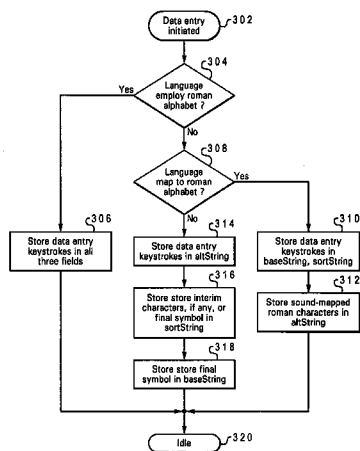 Data entry
initiated
302
Language
employ roman
alphabet ?
304
Yes
No
Language
map to roman
alphabet ?
308
Yes
No
306
Store data entry
keystrokes in all
three fields
314
Store data entry
keystrokes in altString
310
Store data entry
keystrokes in
baseString, sortString
316
Store store interim
characters, if any, or
final symbol in
sortString
312
Store sound-mapped
roman characters in
altString
318
Store store final
symbol in baseString
Idle
320